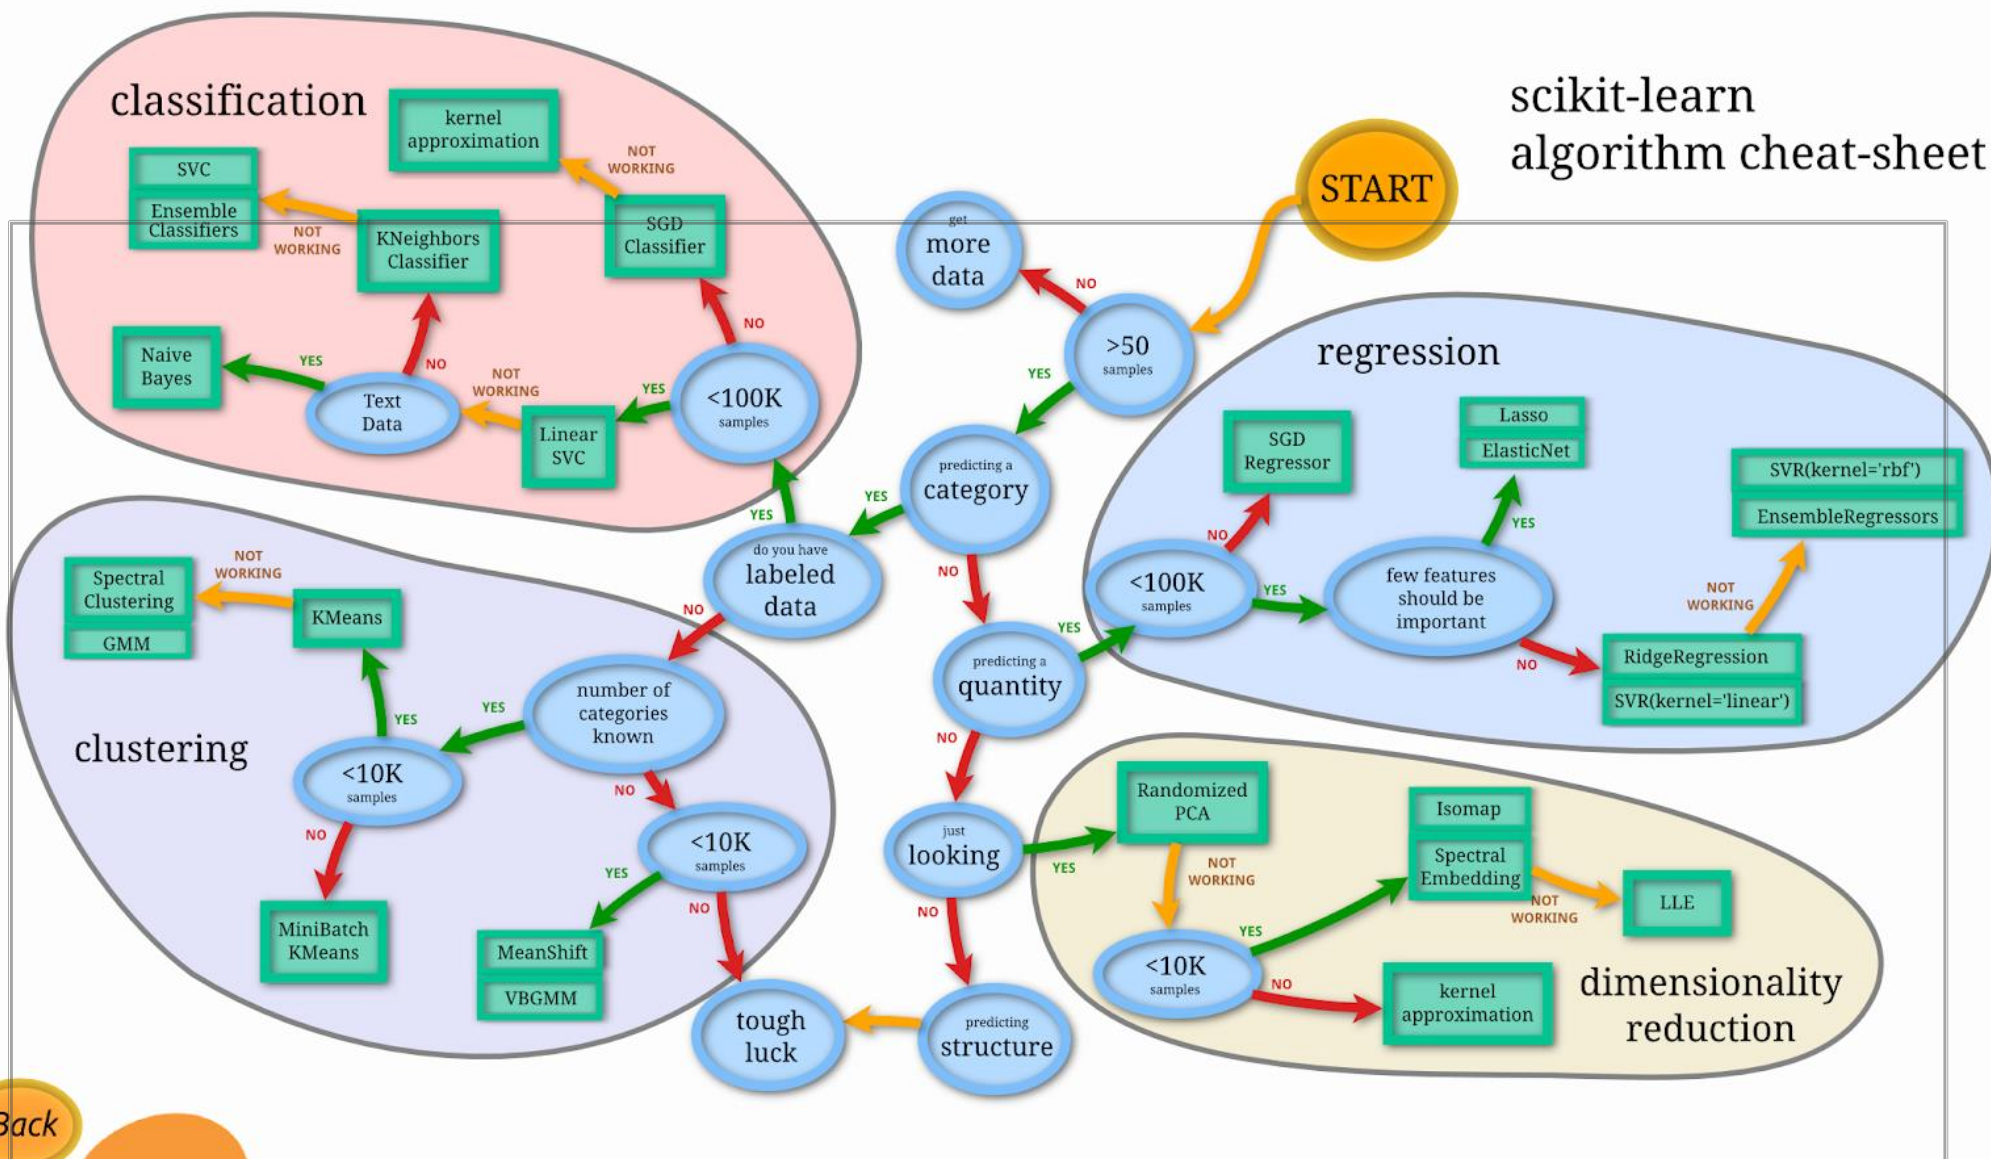 scikit-learn
algorithm cheat-sheet
START
classification
kernel
approximation
NOT
WORKING
SVC
Ensemble
Classifiers
NOT
WORKING
KNeighbors
Classifier
SGD
Classifier
NO
Naive
Bayes
YES
Text
Data
NO
NOT
WORKING
Linear
SVC
YES
<100K
samples
get
more
data
NO
>50
samples
YES
predicting a
category
YES
NO
do you have
labeled
data
YES
NO
predicting a
quantity
YES
NO
just
looking
YES
NO
predicting
structure
tough
luck
regression
SGD
Regressor
NO
<100K
samples
YES
Lasso
ElasticNet
YES
few features
should be
important
NO
SVR(kernel='rbf')
EnsembleRegressors
NOT
WORKING
RidgeRegression
SVR(kernel='linear')
clustering
Spectral
Clustering
GMM
NOT
WORKING
KMeans
YES
<10K
samples
NO
MiniBatch
KMeans
YES
number of
categories
known
NO
<10K
samples
YES
NO
MeanShift
VBGMM
dimensionality
reduction
Randomized
PCA
NOT
WORKING
<10K
samples
YES
NO
Isomap
Spectral
Embedding
NOT
WORKING
LLE
kernel
approximation
Back